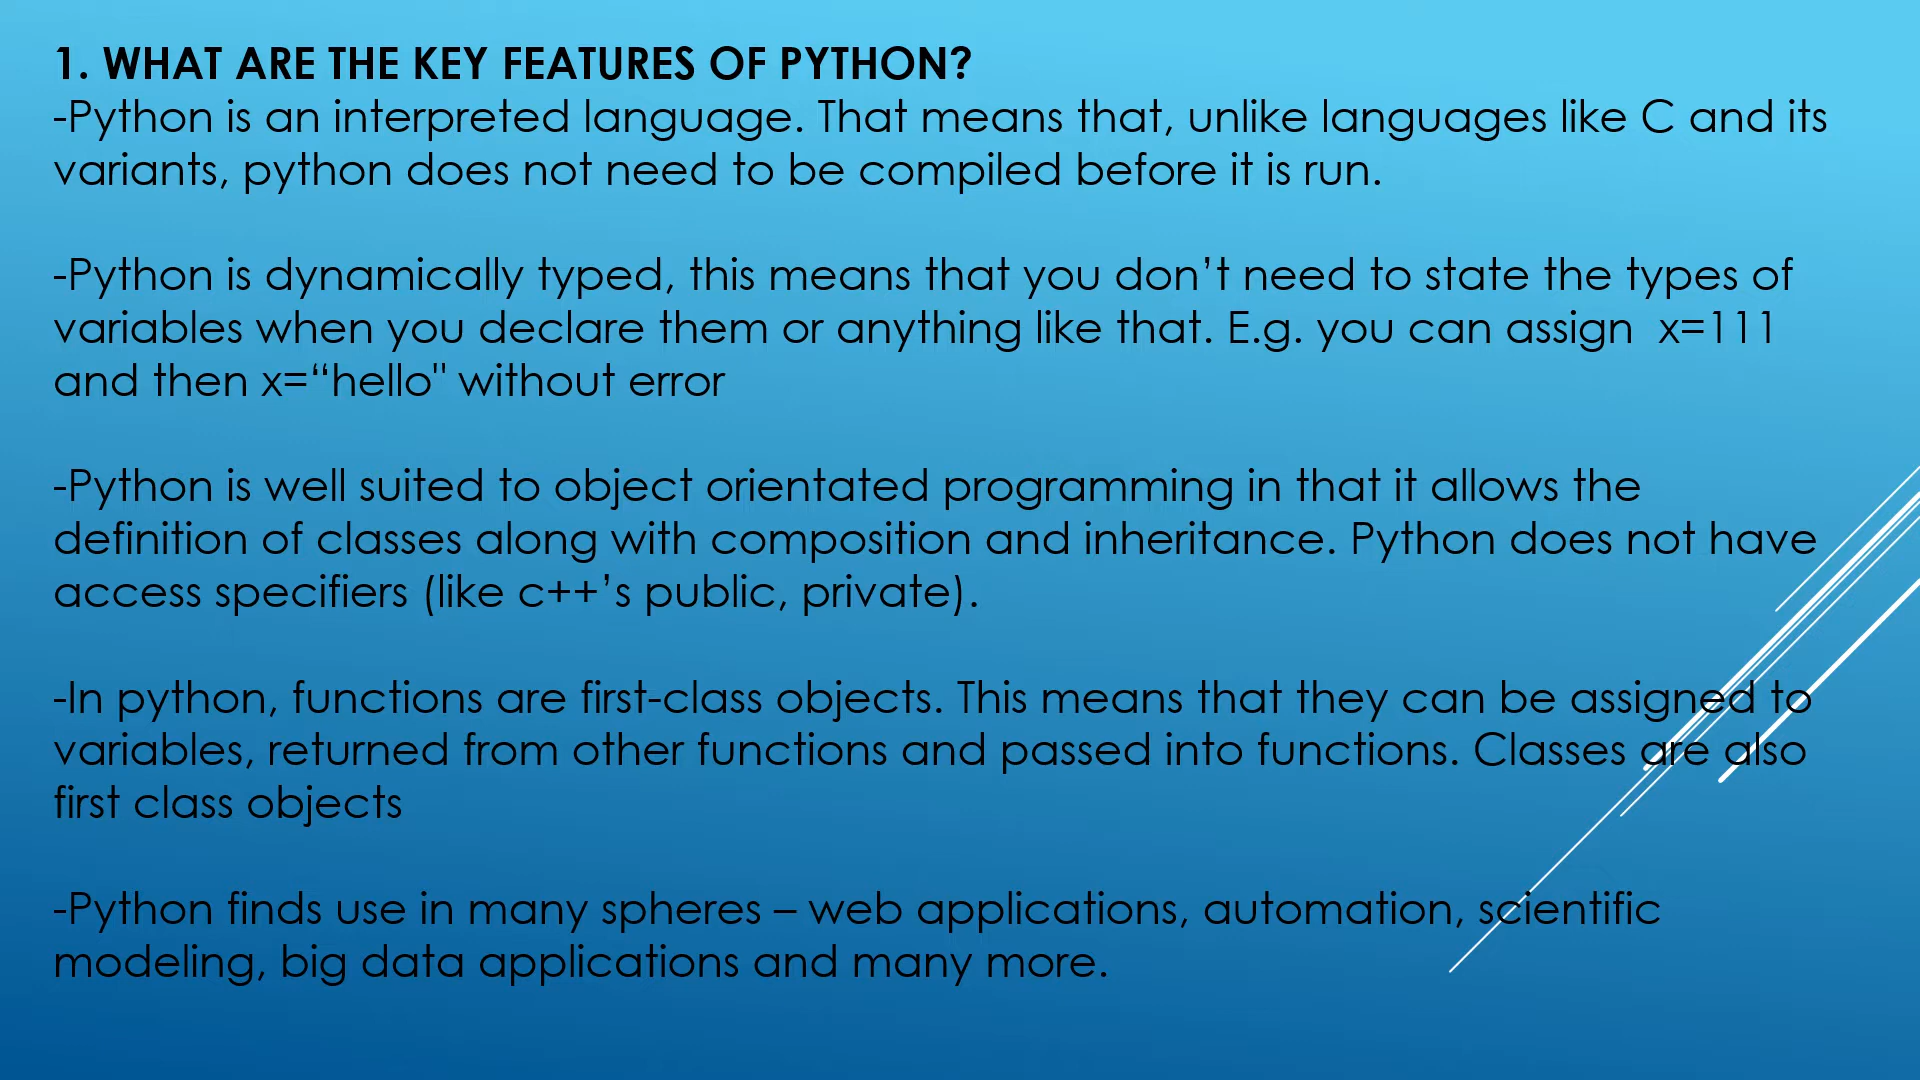 1. WHAT ARE THE KEY FEATURES OF PYTHON?
-Python is an interpreted language. That means that, unlike languages like C and its
variants, python does not need to be compiled before it is run.
-Python is dynamically typed, this means that you don’t need to state the types of
variables when you declare them or anything like that. E.g. you can assign  x=111
and then x=“hello" without error
-Python is well suited to object orientated programming in that it allows the
definition of classes along with composition and inheritance. Python does not have
access specifiers (like c++’s public, private).
-In python, functions are first-class objects. This means that they can be assigned to
variables, returned from other functions and passed into functions. Classes are also
first class objects
-Python finds use in many spheres – web applications, automation, scientific
modeling, big data applications and many more.